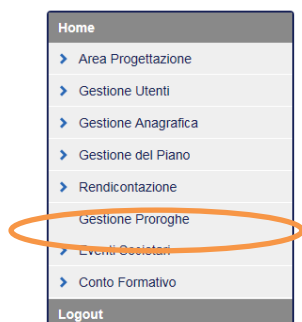 Home
Area Progettazione
Gestione Utenti
Gestione Anagrafica
Gestione del Piano
Rendicontazione
Gestione Proroghe
Eventi Societari
Conto Formativo
Logout